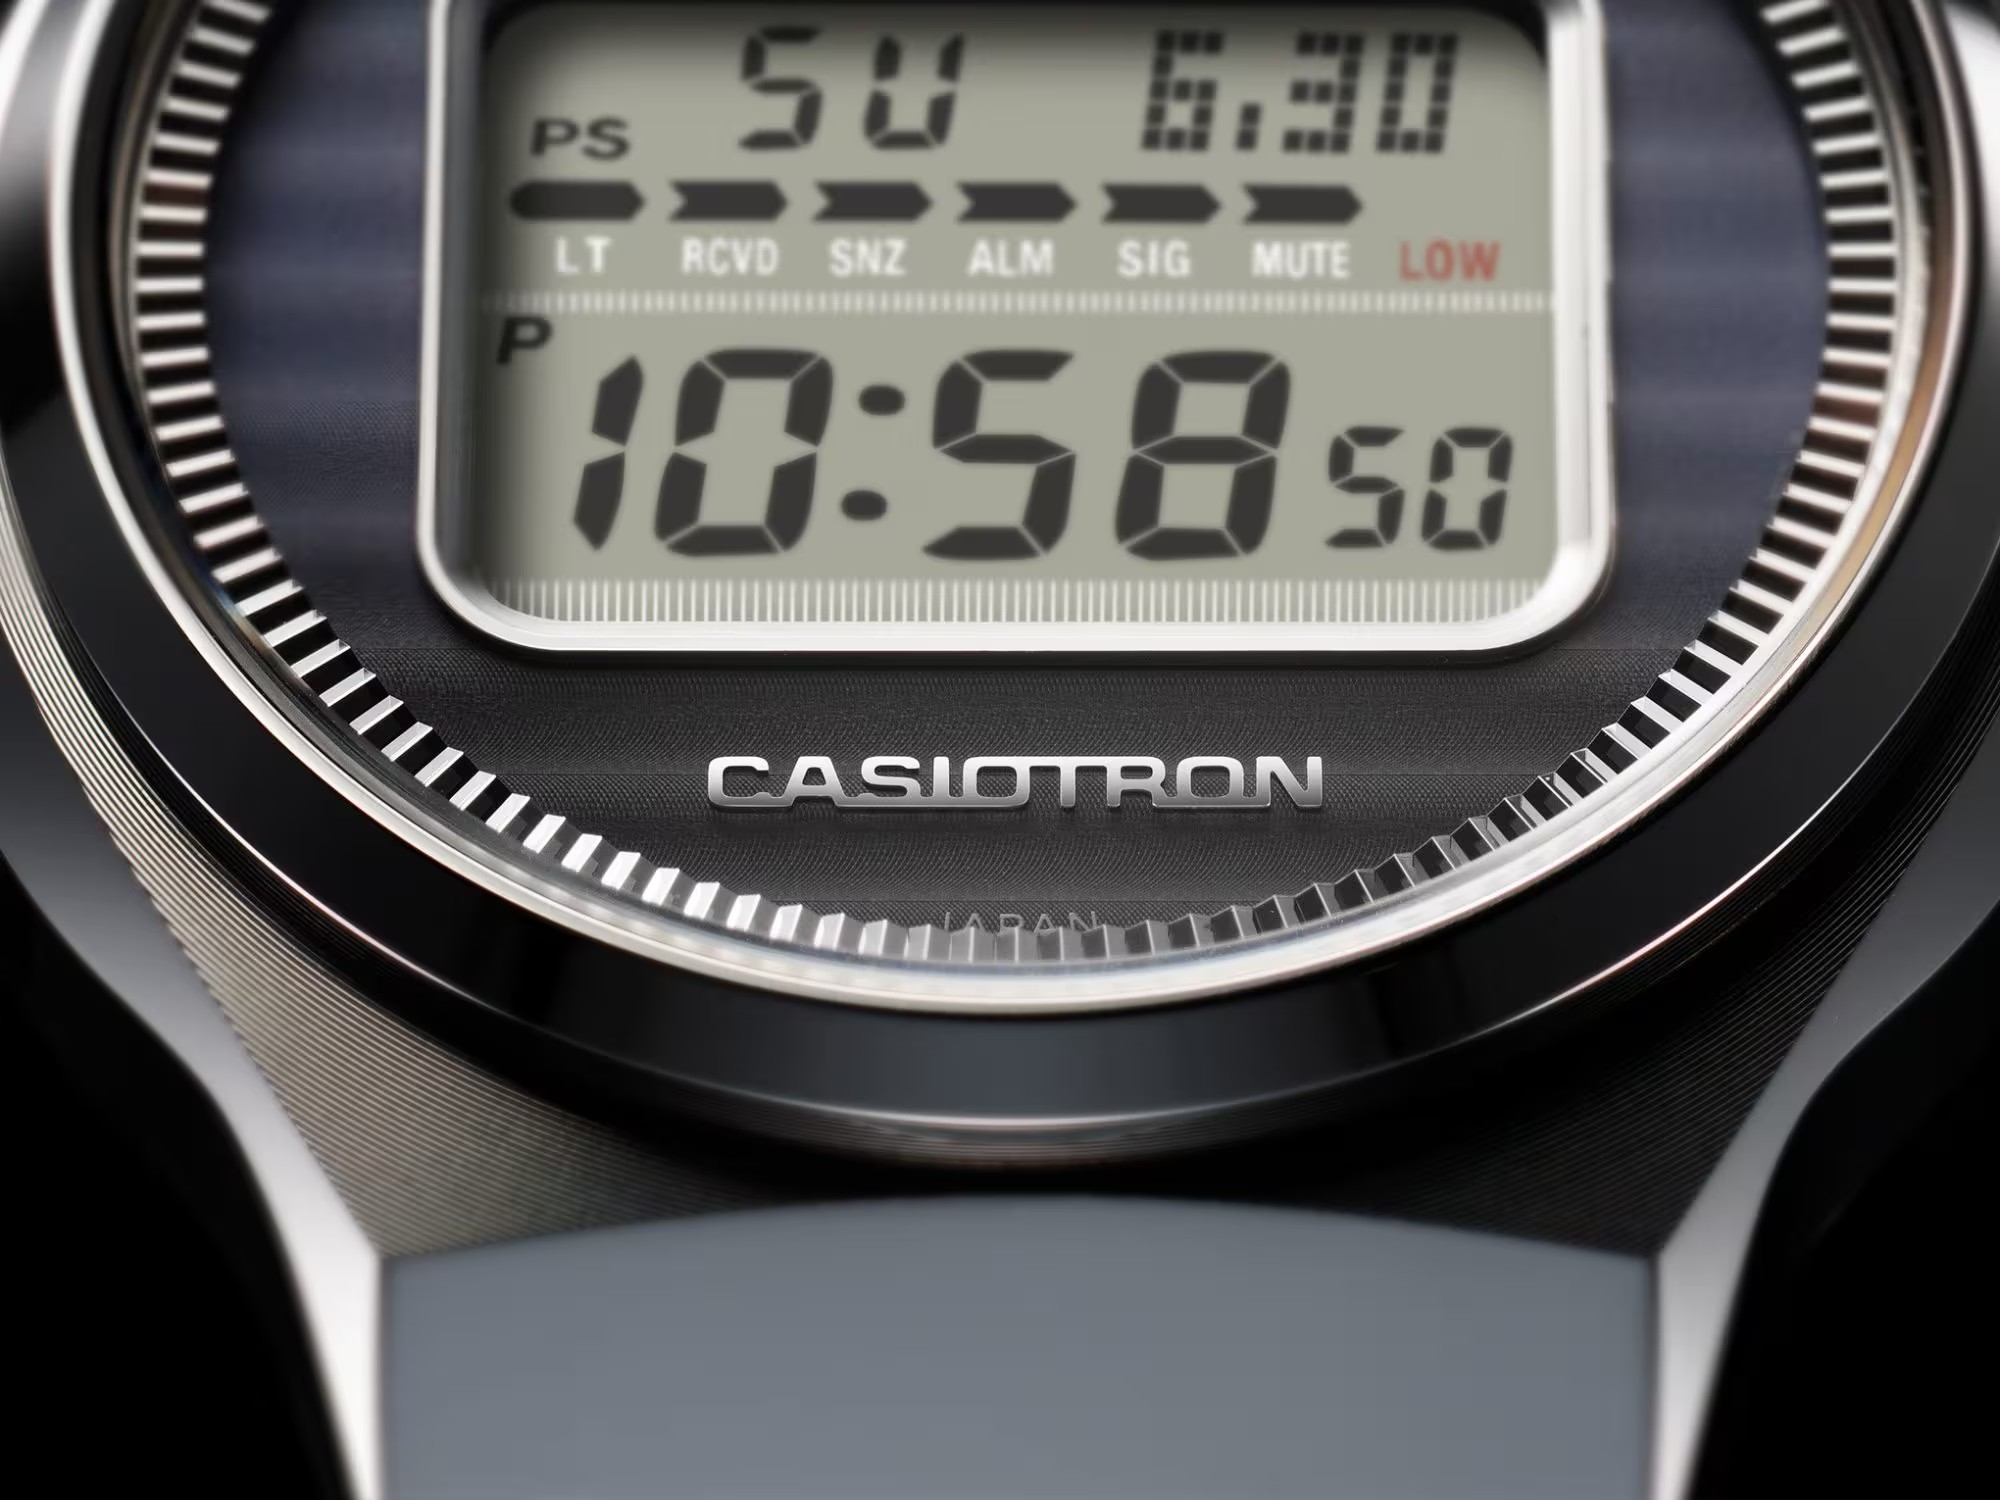 SU 6.30
PS
LT RCVD SNZ ALM SIG MUTE LOW
P
10:58 50
CASIOTRON
JAPAN